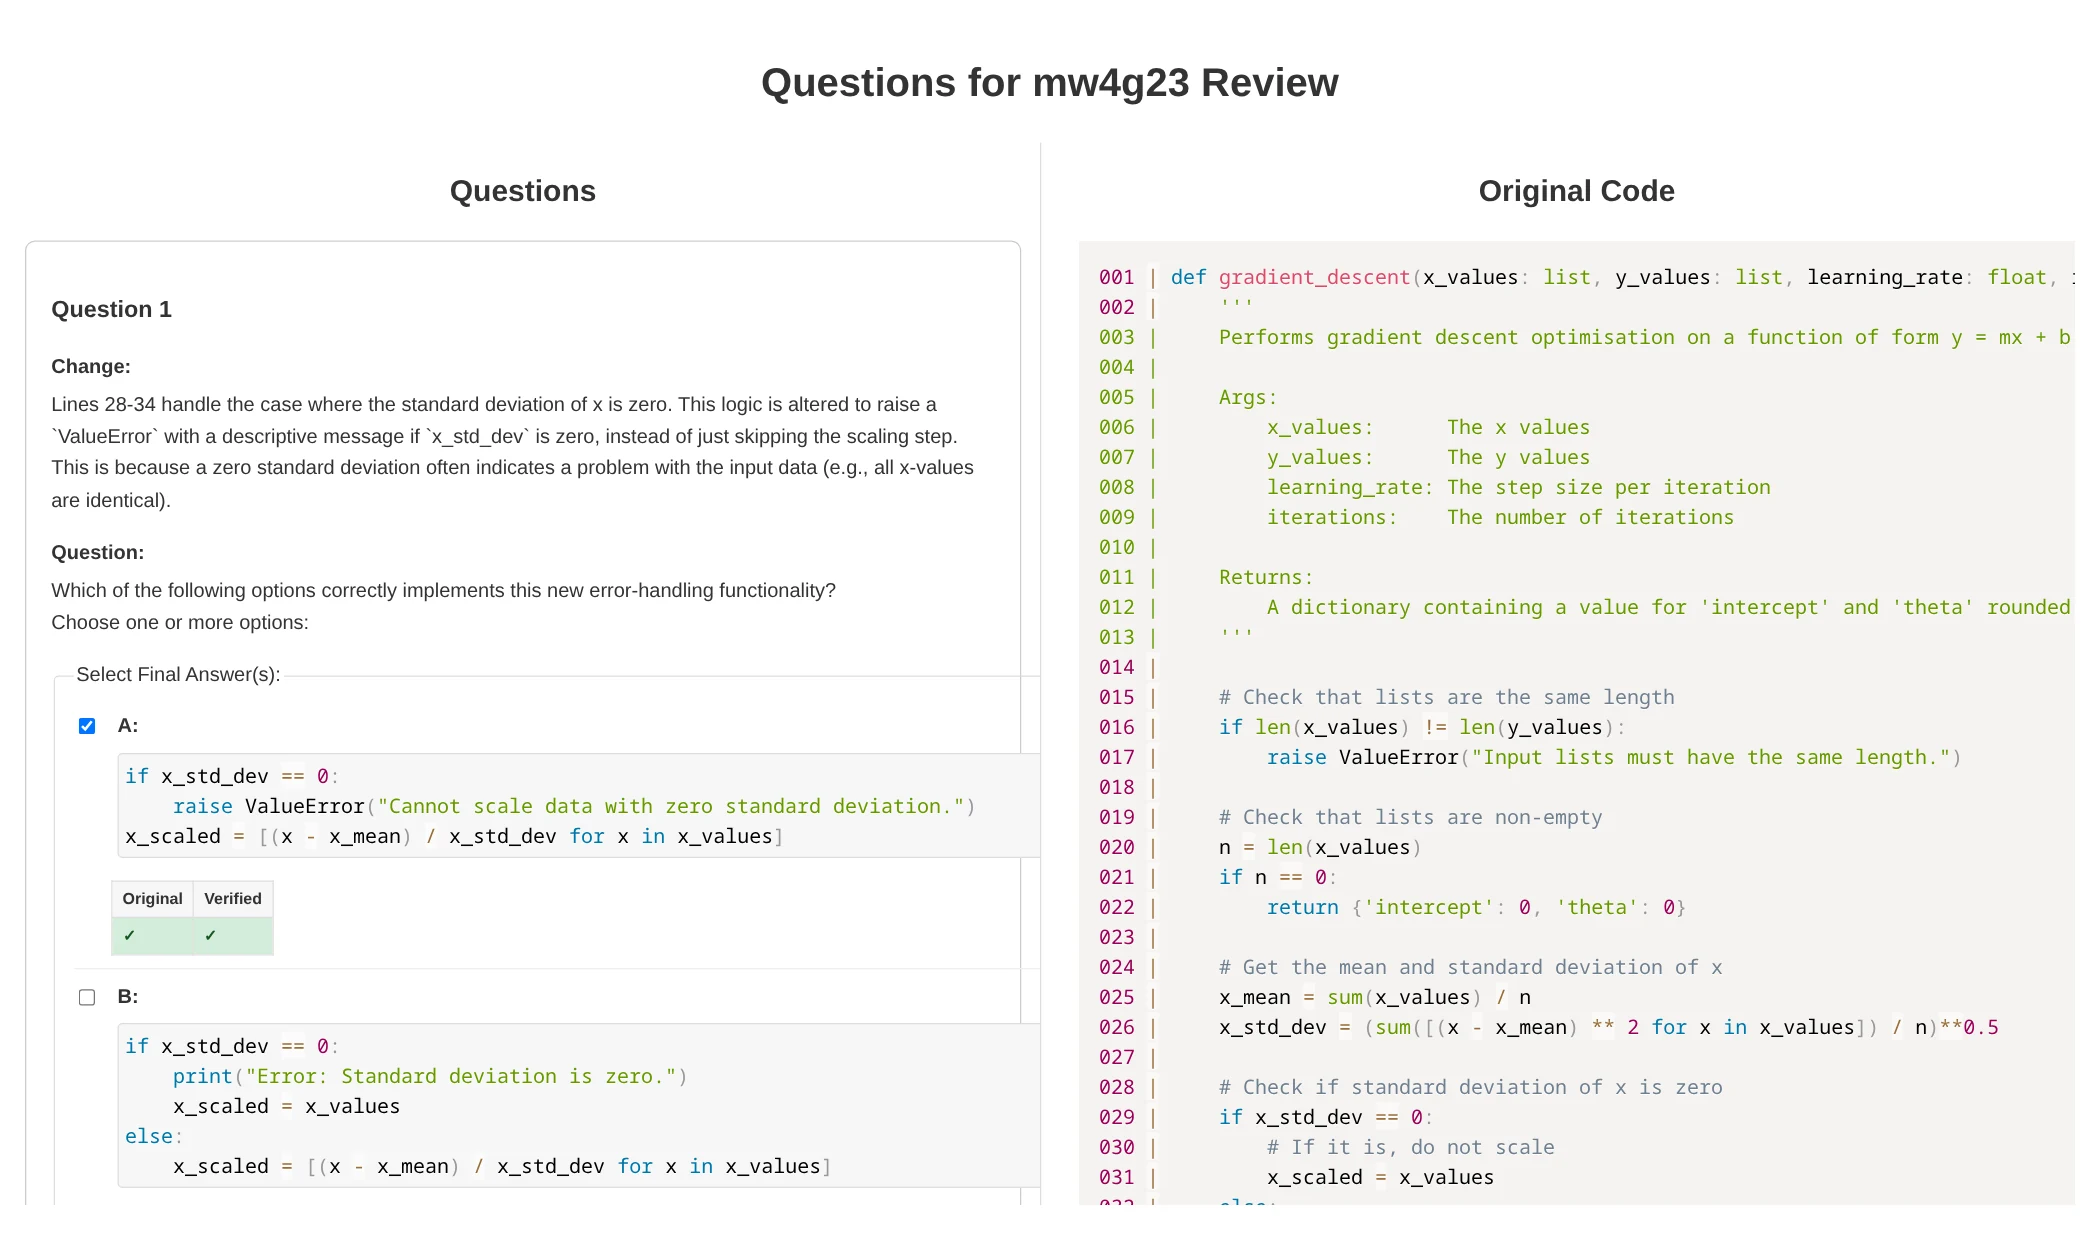 Questions for mw4g23 Review
Questions
Question 1
Change:
Lines 28-34 handle the case where the standard deviation of x is zero. This logic is altered to raise a
`ValueError` with a descriptive message if `x_std_dev` is zero, instead of just skipping the scaling step.
This is because a zero standard deviation often indicates a problem with the input data (e.g., all x-values
are identical).
Question:
Which of the following options correctly implements this new error-handling functionality?
Choose one or more options:
Select Final Answer(s):
A:
if x_std_dev == 0:
    raise ValueError("Cannot scale data with zero standard deviation.")
x_scaled = [(x - x_mean) / x_std_dev for x in x_values]
Original Verified
✓ ✓
B:
if x_std_dev == 0:
    print("Error: Standard deviation is zero.")
    x_scaled = x_values
else:
    x_scaled = [(x - x_mean) / x_std_dev for x in x_values]
Original Code
001 | def gradient_descent(x_values: list, y_values: list, learning_rate: float,
002 |     '''
003 |     Performs gradient descent optimisation on a function of form y = mx + b
004 |
005 |     Args:
006 |         x_values:      The x values
007 |         y_values:      The y values
008 |         learning_rate: The step size per iteration
009 |         iterations:    The number of iterations
010 |
011 |     Returns:
012 |         A dictionary containing a value for 'intercept' and 'theta' rounded
013 |     '''
014 |
015 |     # Check that lists are the same length
016 |     if len(x_values) != len(y_values):
017 |         raise ValueError("Input lists must have the same length.")
018 |
019 |     # Check that lists are non-empty
020 |     n = len(x_values)
021 |     if n == 0:
022 |         return {'intercept': 0, 'theta': 0}
023 |
024 |     # Get the mean and standard deviation of x
025 |     x_mean = sum(x_values) / n
026 |     x_std_dev = (sum([(x - x_mean) ** 2 for x in x_values]) / n)**0.5
027 |
028 |     # Check if standard deviation of x is zero
029 |     if x_std_dev == 0:
030 |         # If it is, do not scale
031 |         x_scaled = x_values